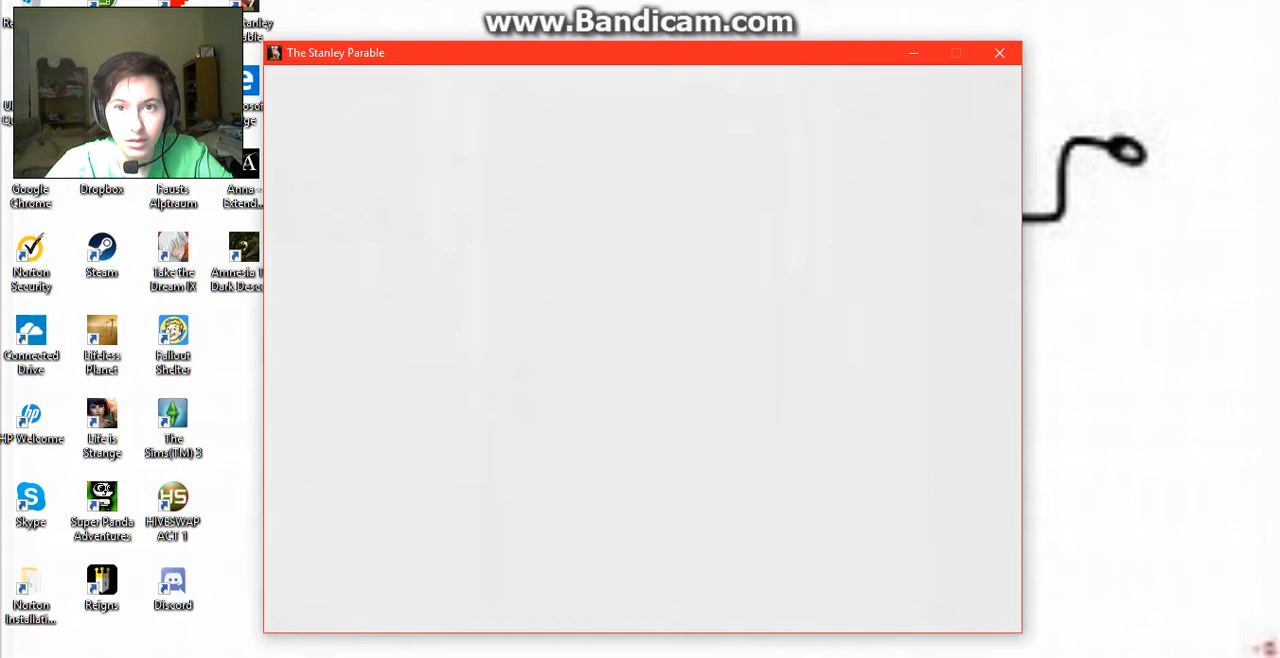 www.Bandicam.com
The Stanley Parable
Google Chrome
Dropbox
Fausts Alptraum
Anna - Extend...
Norton Security
Steam
Take the Dream IX
Connected Drive
Lifeless Planet
Fallout Shelter
HP Welcome
Life is Strange
The Sims(TM) 3
Skype
Super Panda Adventures
HIVESWAP ACT 1
Norton Installati...
Reigns
Discord